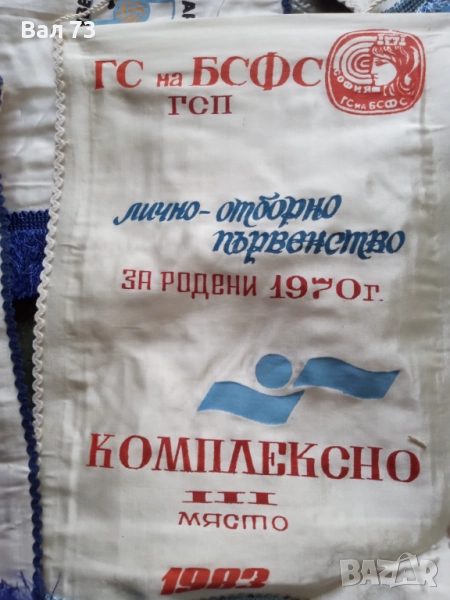 Вал 73
ГС на БСФС
ГСП
СОФИЯ
ГС НА БСФС
лично-отборно
първенство
ЗА РОДЕНИ 1970г.
КОМПЛЕКСНО
III
МЯСТО
1983
BAZAR